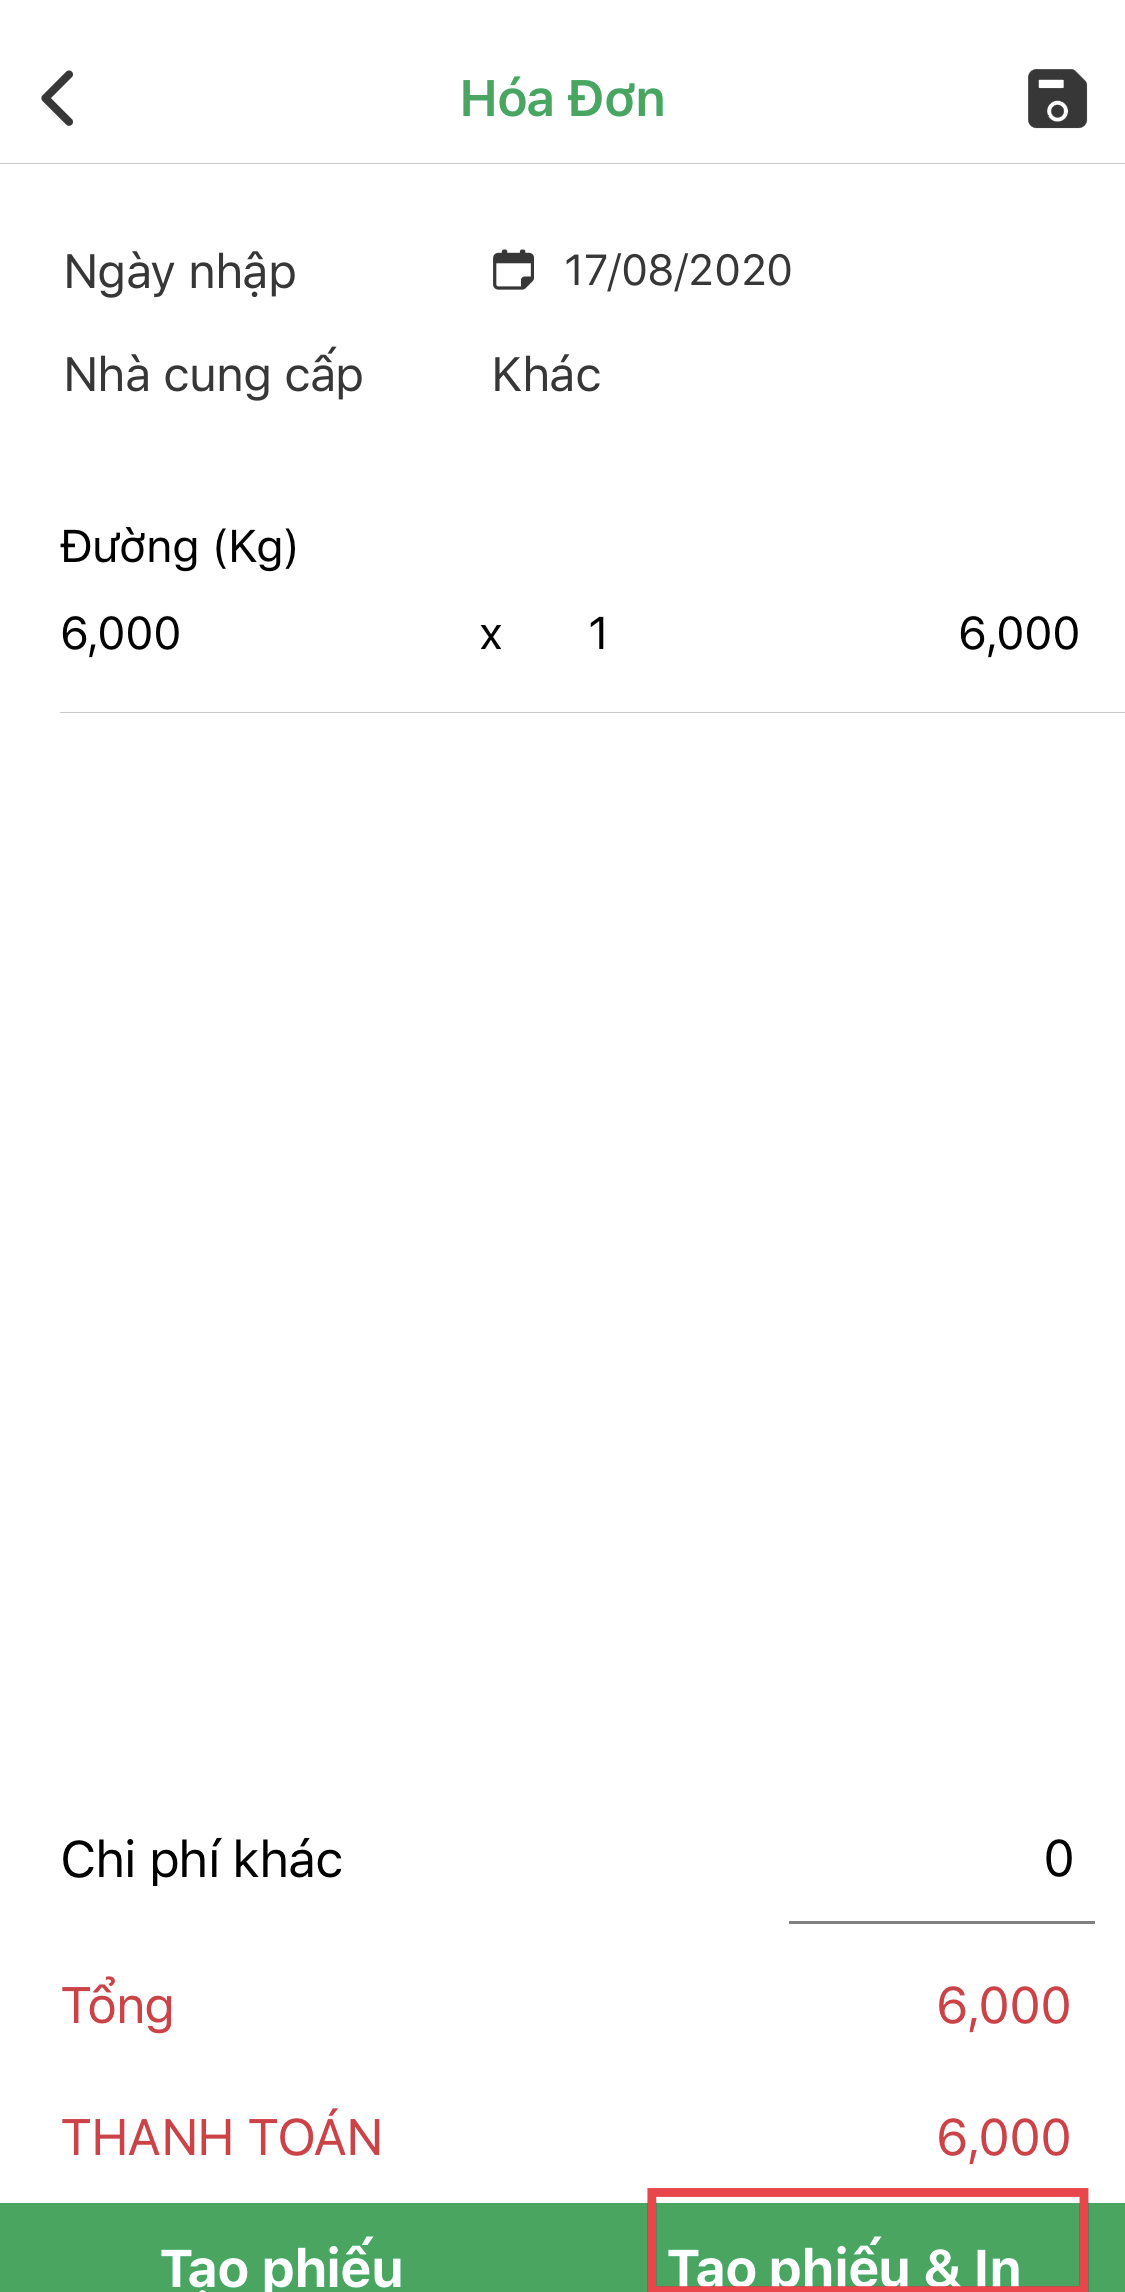 Hóa Đơn
Ngày nhập 17/08/2020
Nhà cung cấp Khác
Đường (Kg)
6,000 x 1 6,000
Chi phí khác 0
Tổng 6,000
THANH TOÁN 6,000
Tạo phiếu Tạo phiếu & In